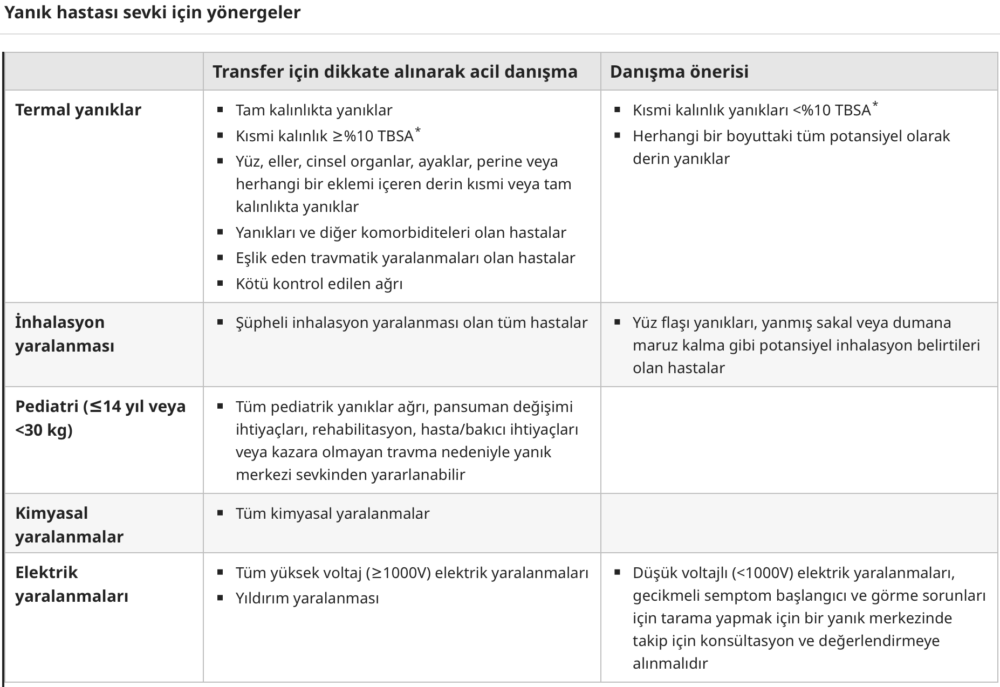 Yanık hastası sevki için yönergeler
Transfer için dikkate alınarak acil danışma
Danışma önerisi
Termal yanıklar
▪ Tam kalınlıkta yanıklar
▪ Kısmi kalınlık ≥%10 TBSA*
▪ Yüz, eller, cinsel organlar, ayaklar, perine veya
herhangi bir eklemi içeren derin kısmi veya tam
kalınlıkta yanıklar
▪ Yanıkları ve diğer komorbiditeleri olan hastalar
▪ Eşlik eden travmatik yaralanmaları olan hastalar
▪ Kötü kontrol edilen ağrı
▪ Kısmi kalınlık yanıkları <%10 TBSA*
▪ Herhangi bir boyuttaki tüm potansiyel olarak
derin yanıklar
İnhalasyon
yaralanması
▪ Şüpheli inhalasyon yaralanması olan tüm hastalar
▪ Yüz flaşı yanıkları, yanmış sakal veya dumana
maruz kalma gibi potansiyel inhalasyon belirtileri
olan hastalar
Pediatri (≤14 yıl veya
<30 kg)
▪ Tüm pediatrik yanıklar ağrı, pansuman değişimi
ihtiyaçları, rehabilitasyon, hasta/bakıcı ihtiyaçları
veya kazara olmayan travma nedeniyle yanık
merkezi sevkinden yararlanabilir
Kimyasal
yaralanmalar
▪ Tüm kimyasal yaralanmalar
Elektrik
yaralanmaları
▪ Tüm yüksek voltaj (≥1000V) elektrik yaralanmaları
▪ Yıldırım yaralanması
▪ Düşük voltajlı (<1000V) elektrik yaralanmaları,
gecikmeli semptom başlangıcı ve görme sorunları
için tarama yapmak için bir yanık merkezinde
takip için konsültasyon ve değerlendirmeye
alınmalıdır